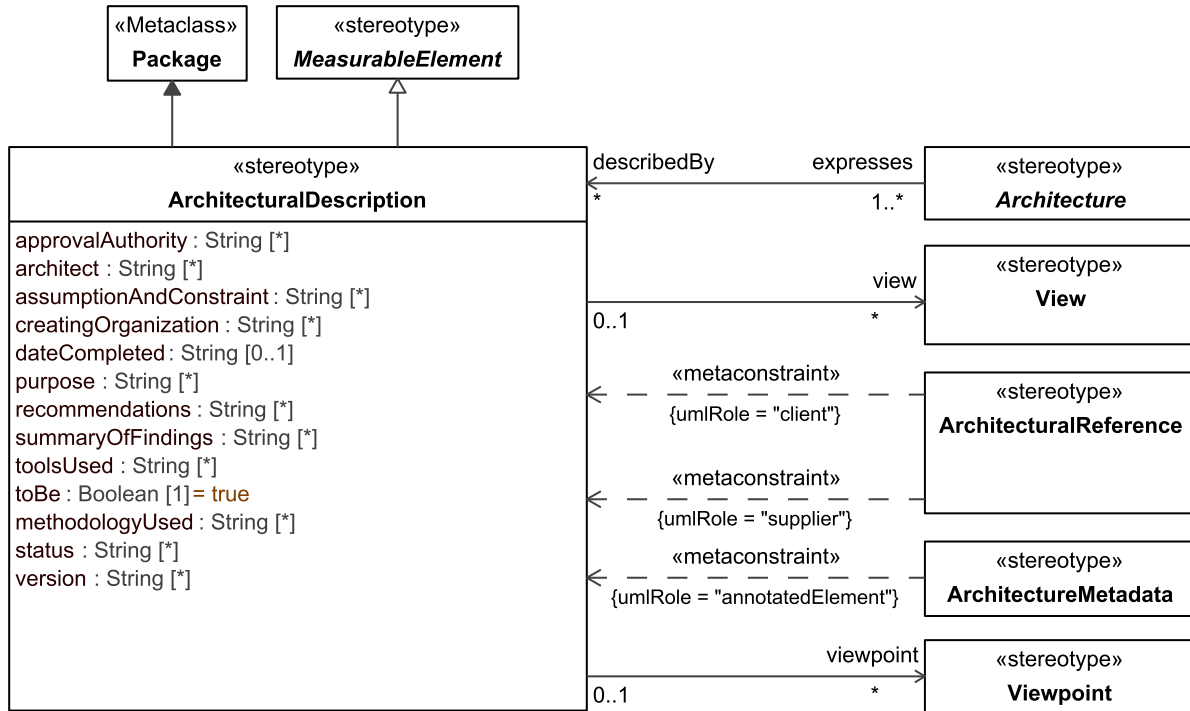 «Metaclass»
Package
«stereotype»
MeasurableElement
«stereotype»
ArchitecturalDescription
approvalAuthority : String [*]
architect : String [*]
assumptionAndConstraint : String [*]
creatingOrganization : String [*]
dateCompleted : String [0..1]
purpose : String [*]
recommendations : String [*]
summaryOfFindings : String [*]
toolsUsed : String [*]
toBe : Boolean [1] = true
methodologyUsed : String [*]
status : String [*]
version : String [*]
describedBy
expresses
*
1..*
«stereotype»
Architecture
view
0..1
*
«stereotype»
View
«metaconstraint»
{umlRole = "client"}
«metaconstraint»
{umlRole = "supplier"}
«stereotype»
ArchitecturalReference
«metaconstraint»
{umlRole = "annotatedElement"}
«stereotype»
ArchitectureMetadata
viewpoint
0..1
*
«stereotype»
Viewpoint